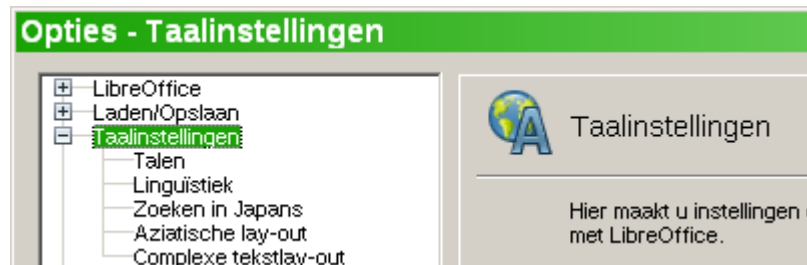 Opties - Taalinstellingen
LibreOffice
Laden/Opslaan
Taalinstellingen
Talen
Linguïstiek
Zoeken in Japans
Aziatische lay-out
Complexe tekstlay-out
Taalinstellingen
Hier maakt u instellingen
met LibreOffice.